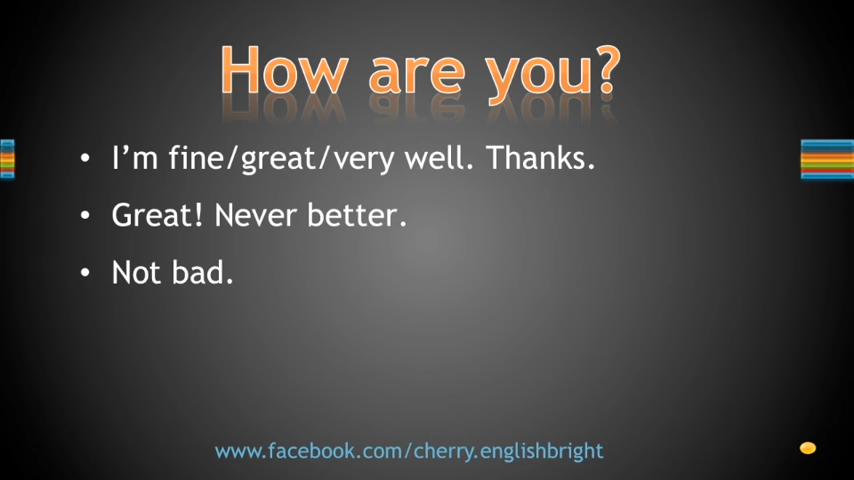 How are you?
• I'm fine/great/very well. Thanks.
• Great! Never better.
• Not bad.
www.facebook.com/cherry.englishbright